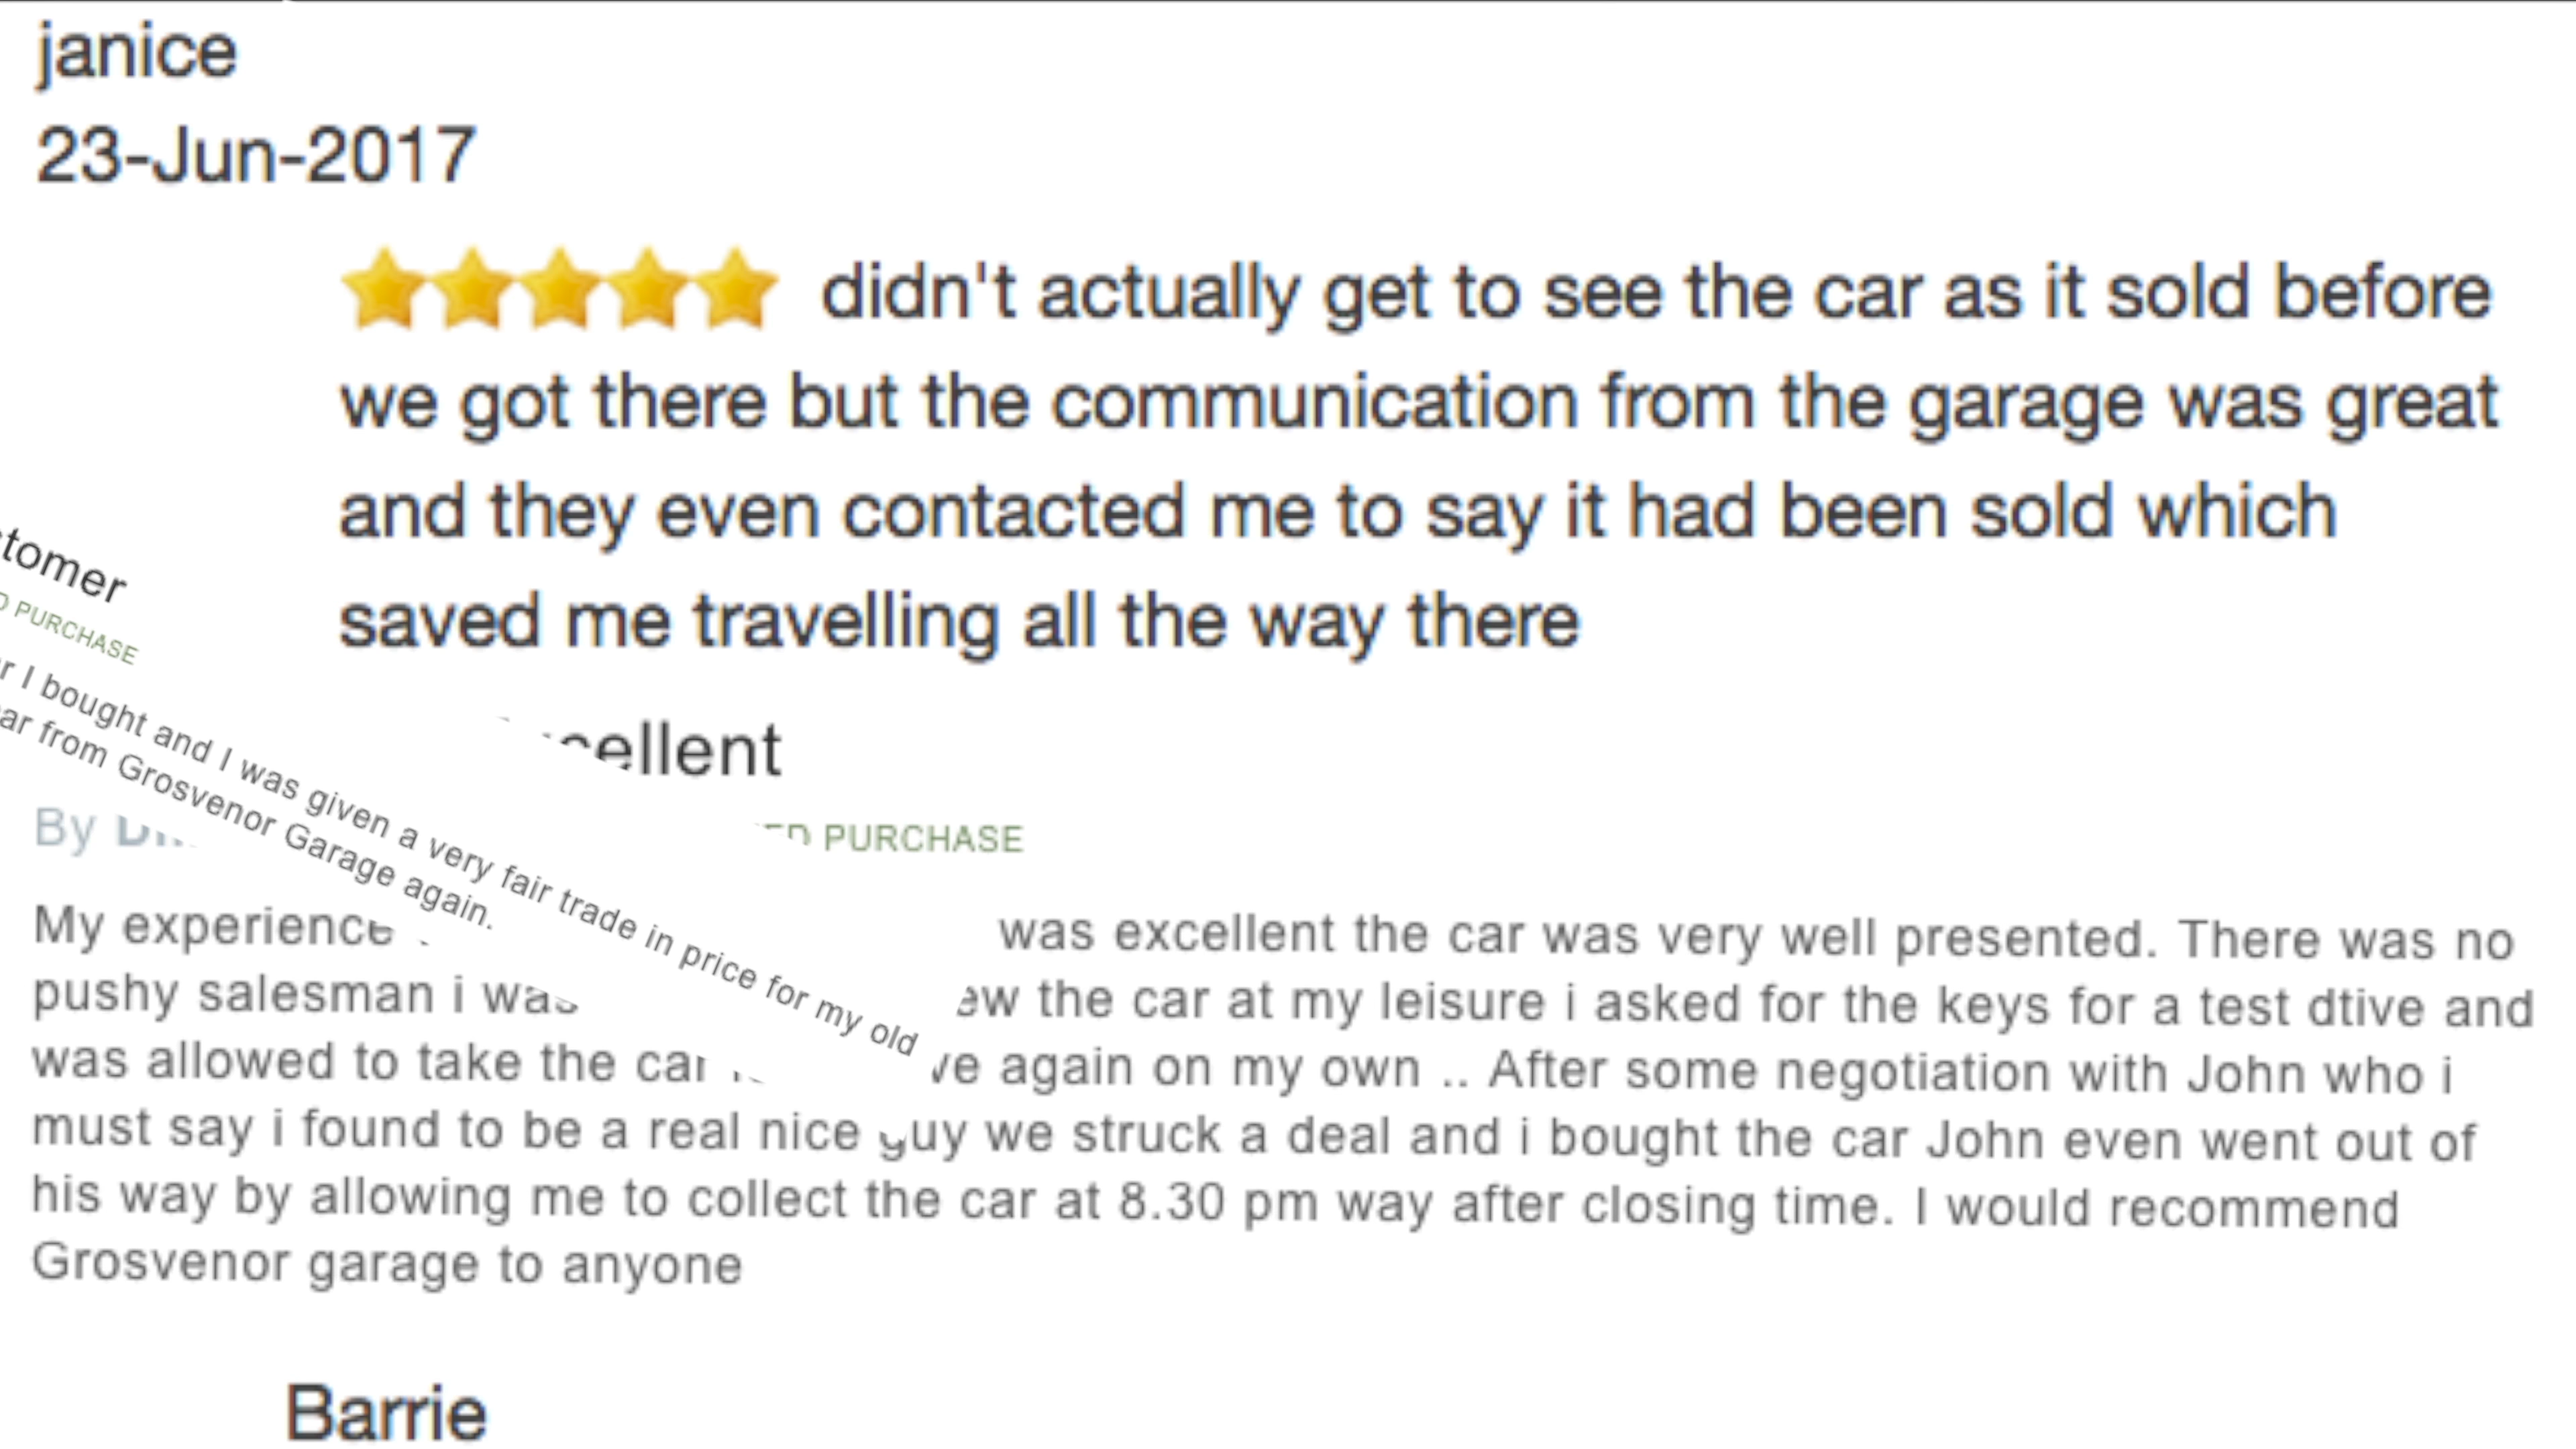 janice
23-Jun-2017
didn't actually get to see the car as it sold before
we got there but the communication from the garage was great
and they even contacted me to say it had been sold which
saved me travelling all the way there
PURCHASE
I bought and I was given a very fair trade in price for my old
from Grosvenor Garage again.
By
PURCHASE
My experience was excellent the car was very well presented. There was no
pushy salesman i was the car at my leisure i asked for the keys for a test dtive and
was allowed to take the car again on my own .. After some negotiation with John who i
must say i found to be a real nice guy we struck a deal and i bought the car John even went out of
his way by allowing me to collect the car at 8.30 pm way after closing time. I would recommend
Grosvenor garage to anyone
Barrie